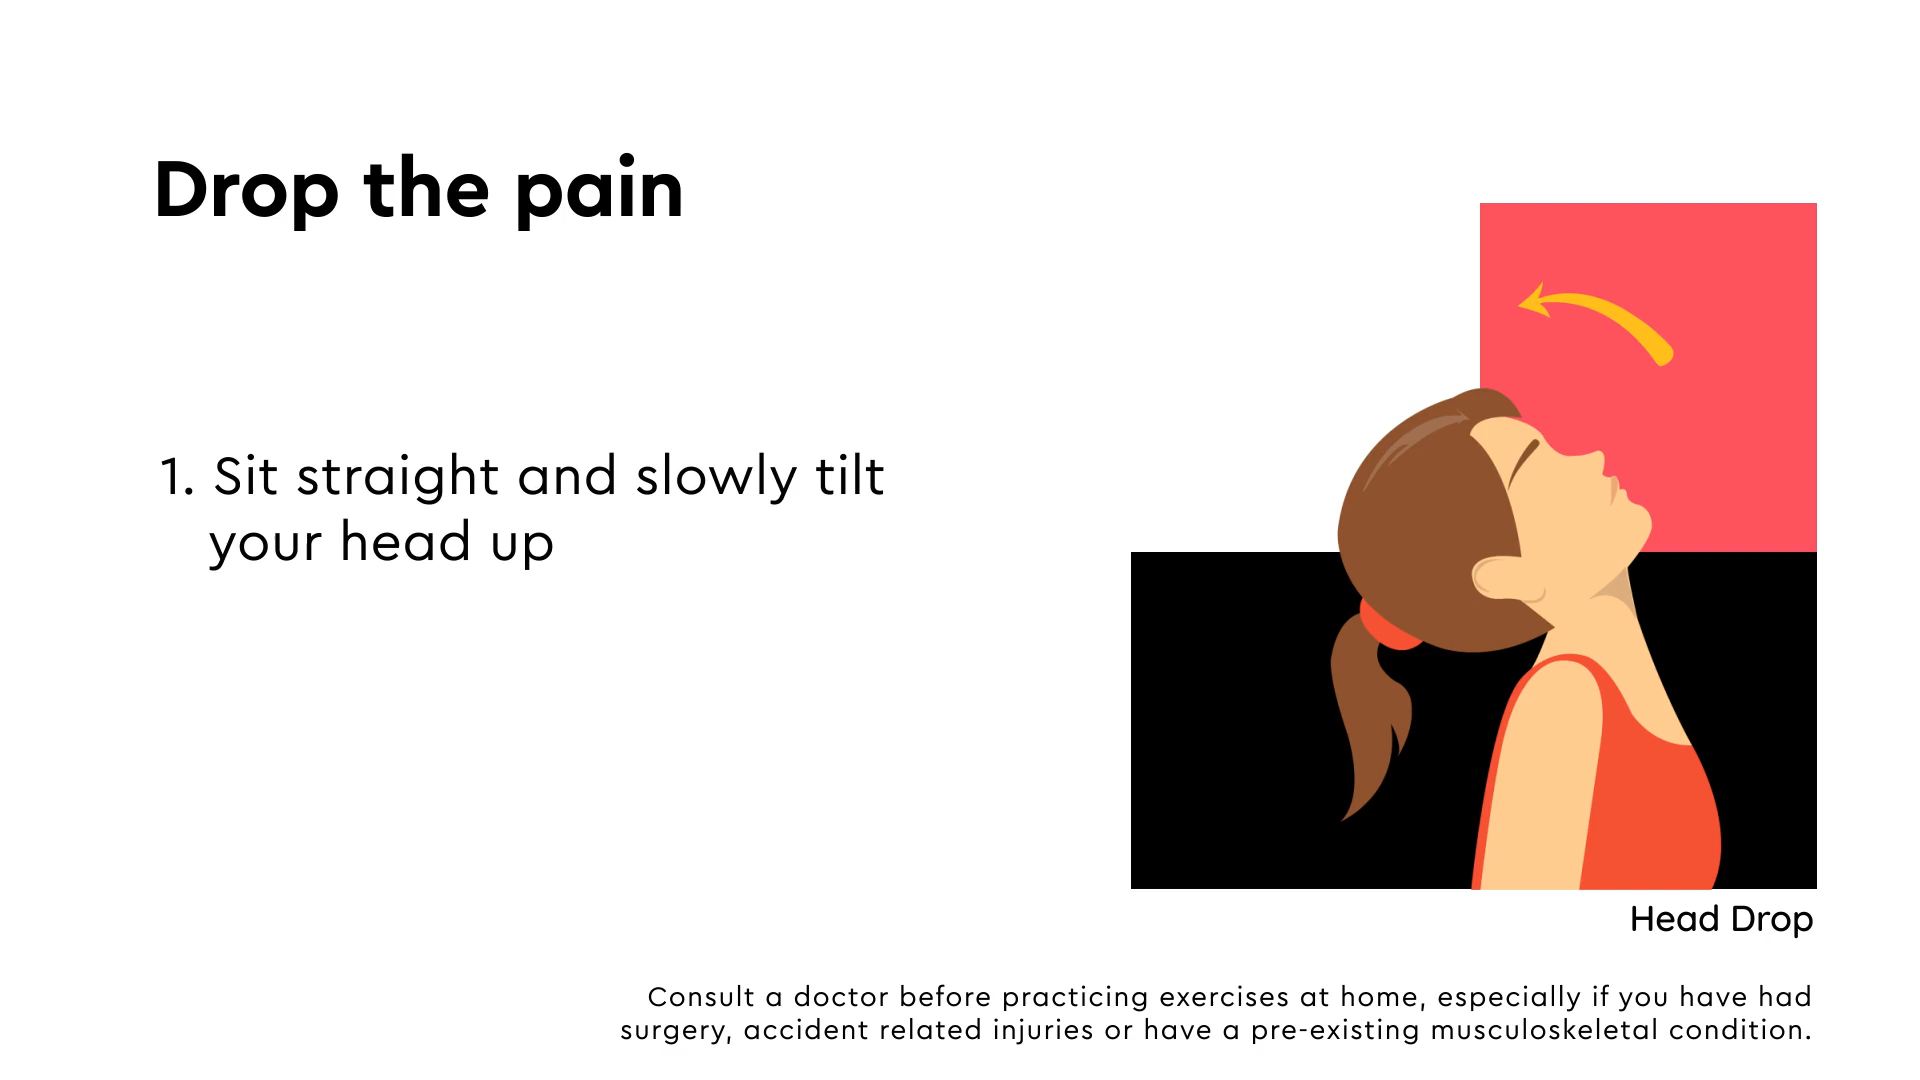 Drop the pain
1. Sit straight and slowly tilt
your head up
Head Drop
Consult a doctor before practicing exercises at home, especially if you have had
surgery, accident related injuries or have a pre-existing musculoskeletal condition.